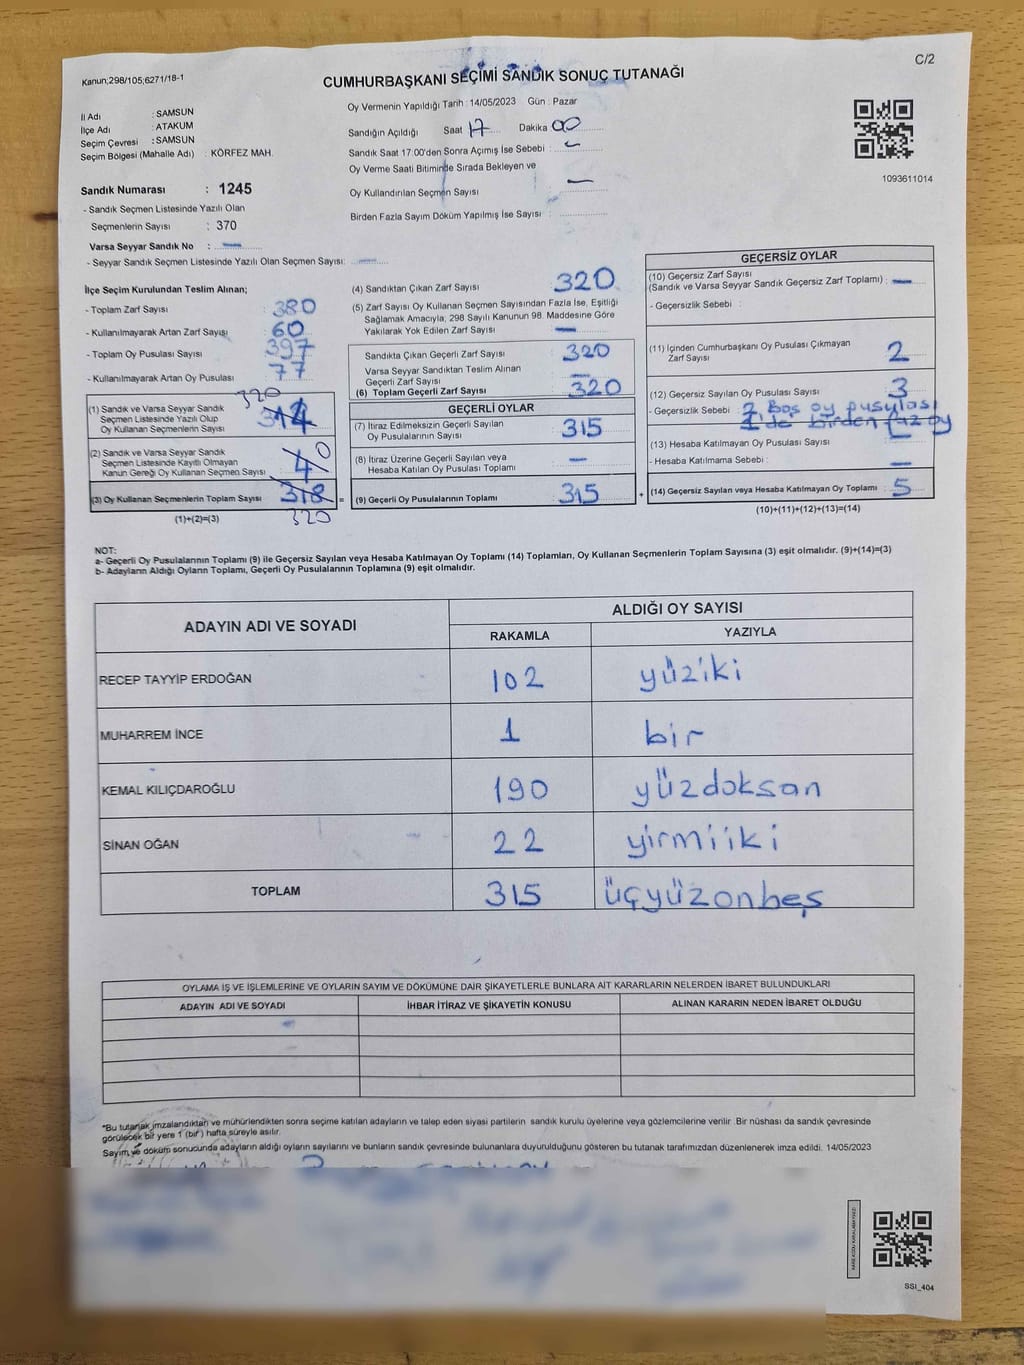 Kanun;298/105;6271/18-1
C/2
CUMHURBAŞKANI SEÇİMİ SANDIK SONUÇ TUTANAĞI
İl Adı : SAMSUN
İlçe Adı : ATAKUM
Seçim Çevresi : SAMSUN
Seçim Bölgesi (Mahalle Adı) : KÖRFEZ MAH.
Oy Vermenin Yapıldığı Tarih : 14/05/2023 Gün : Pazar
Sandığın Açıldığı Saat 17 Dakika 00
Sandık Saat 17:00'den Sonra Açımış İse Sebebi : –
Oy Verme Saati Bitiminde Sırada Bekleyen ve
Oy Kullandırılan Seçmen Sayısı –
Birden Fazla Sayım Döküm Yapılmış İse Sayısı :
1093611014
Sandık Numarası : 1245
- Sandık Seçmen Listesinde Yazılı Olan
Seçmenlerin Sayısı : 370
Varsa Seyyar Sandık No : –
- Seyyar Sandık Seçmen Listesinde Yazılı Olan Seçmen Sayısı: –
İlçe Seçim Kurulundan Teslim Alınan;
- Toplam Zarf Sayısı : 380
- Kullanılmayarak Artan Zarf Sayısı : 60
- Toplam Oy Pusulası Sayısı : 397
- Kullanılmayarak Artan Oy Pusulası : 77
320
(1) Sandık ve Varsa Seyyar Sandık
Seçmen Listesinde Yazılı Olup
Oy Kullanan Seçmenlerin Sayısı 314
(2) Sandık ve Varsa Seyyar Sandık
Seçmen Listesinde Kayıtlı Olmayan
Kanun Gereği Oy Kullanan Seçmen Sayısı 4 0
(3) Oy Kullanan Seçmenlerin Toplam Sayısı 318
(1)+(2)=(3) 320
(4) Sandıktan Çıkan Zarf Sayısı 320
(5) Zarf Sayısı Oy Kullanan Seçmen Sayısından Fazla İse, Eşitliği
Sağlamak Amacıyla; 298 Sayılı Kanunun 98. Maddesine Göre
Yakılarak Yok Edilen Zarf Sayısı –
Sandıkta Çıkan Geçerli Zarf Sayısı 320
Varsa Seyyar Sandıktan Teslim Alınan
Geçerli Zarf Sayısı
(6) Toplam Geçerli Zarf Sayısı 320
GEÇERLİ OYLAR
(7) İtiraz Edilmeksizin Geçerli Sayılan
Oy Pusulalarının Sayısı 315
(8) İtiraz Üzerine Geçerli Sayılan veya
Hesaba Katılan Oy Pusulası Toplamı –
= (9) Geçerli Oy Pusulalarının Toplamı 315
GEÇERSİZ OYLAR
(10) Geçersiz Zarf Sayısı
(Sandık ve Varsa Seyyar Sandık Geçersiz Zarf Toplamı) : –
- Geçersizlik Sebebi :
(11) İçinden Cumhurbaşkanı Oy Pusulası Çıkmayan
Zarf Sayısı 2
(12) Geçersiz Sayılan Oy Pusulası Sayısı : 3
- Geçersizlik Sebebi : 2 Boş oy pusulası
1 de birden faz oy
(13) Hesaba Katılmayan Oy Pusulası Sayısı :
- Hesaba Katılmama Sebebi : –
+ (14) Geçersiz Sayılan veya Hesaba Katılmayan Oy Toplamı : 5
(10)+(11)+(12)+(13)=(14)
NOT:
a- Geçerli Oy Pusulalarının Toplamı (9) ile Geçersiz Sayılan veya Hesaba Katılmayan Oy Toplamı (14) Toplamları, Oy Kullanan Seçmenlerin Toplam Sayısına (3) eşit olmalıdır. (9)+(14)=(3)
b- Adayların Aldığı Oyların Toplamı, Geçerli Oy Pusulalarının Toplamına (9) eşit olmalıdır.
ADAYIN ADI VE SOYADI
ALDIĞI OY SAYISI
RAKAMLA YAZIYLA
RECEP TAYYİP ERDOĞAN 102 yüziki
MUHARREM İNCE 1 bir
KEMAL KILIÇDAROĞLU 190 yüzdoksan
SİNAN OĞAN 22 yirmiiki
TOPLAM 315 üçyüzonbeş
OYLAMA İŞ VE İŞLEMLERİNE VE OYLARIN SAYIM VE DÖKÜMÜNE DAİR ŞİKAYETLERLE BUNLARA AİT KARARLARIN NELERDEN İBARET BULUNDUKLARI
ADAYIN ADI VE SOYADI İHBAR İTİRAZ VE ŞİKAYETİN KONUSU ALINAN KARARIN NEDEN İBARET OLDUĞU
*Bu tutanak imzalandıktan ve mühürlendikten sonra seçime katılan adayların ve talep eden siyasi partilerin sandık kurulu üyelerine veya gözlemcilerine verilir. Bir nüshası da sandık çevresinde
görülecek bir yere 1 (bir) hafta süreyle asılır.
Sayım ve döküm sonucunda adayların aldığı oyların sayılarını ve bunların sandık çevresinde bulunanlara duyurulduğunu gösteren bu tutanak tarafımızdan düzenlenerek imza edildi. 14/05/2023
SSI_404